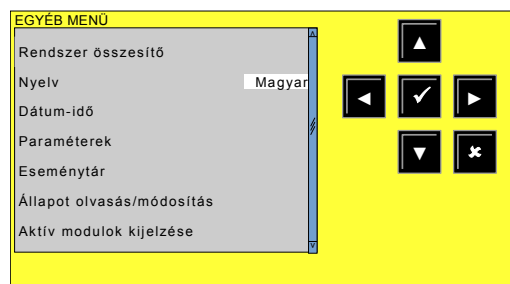 EGYÉB MENÜ
Rendszer összesítő
Nyelv Magyar
Dátum-idő
Paraméterek
Eseménytár
Állapot olvasás/módosítás
Aktív modulok kijelzése